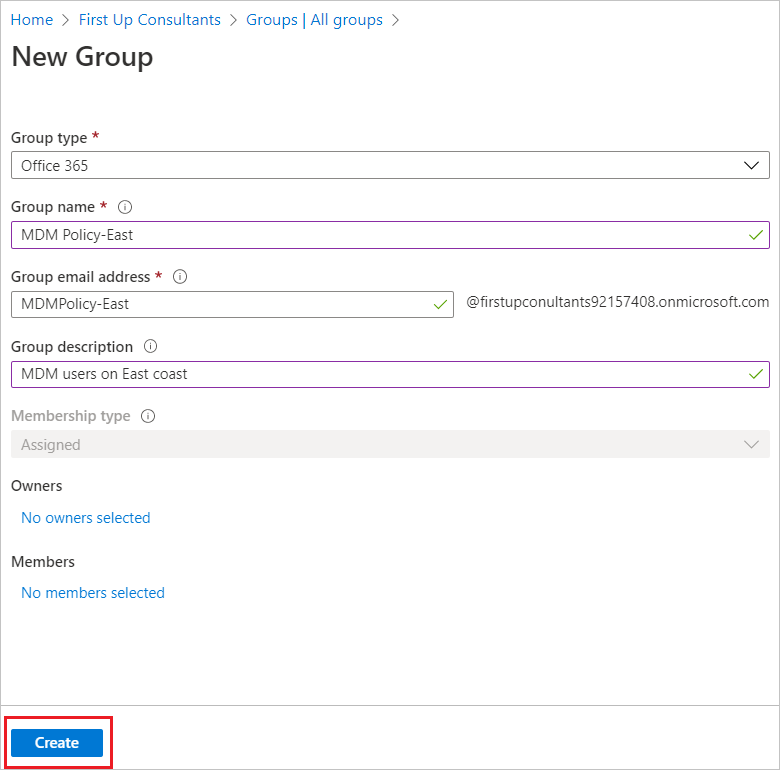 Home > First Up Consultants > Groups | All groups >
New Group
Group type *
Office 365
Group name *
MDM Policy-East
Group email address *
MDMPolicy-East @firstupconultants92157408.onmicrosoft.com
Group description
MDM users on East coast
Membership type
Assigned
Owners
No owners selected
Members
No members selected
Create